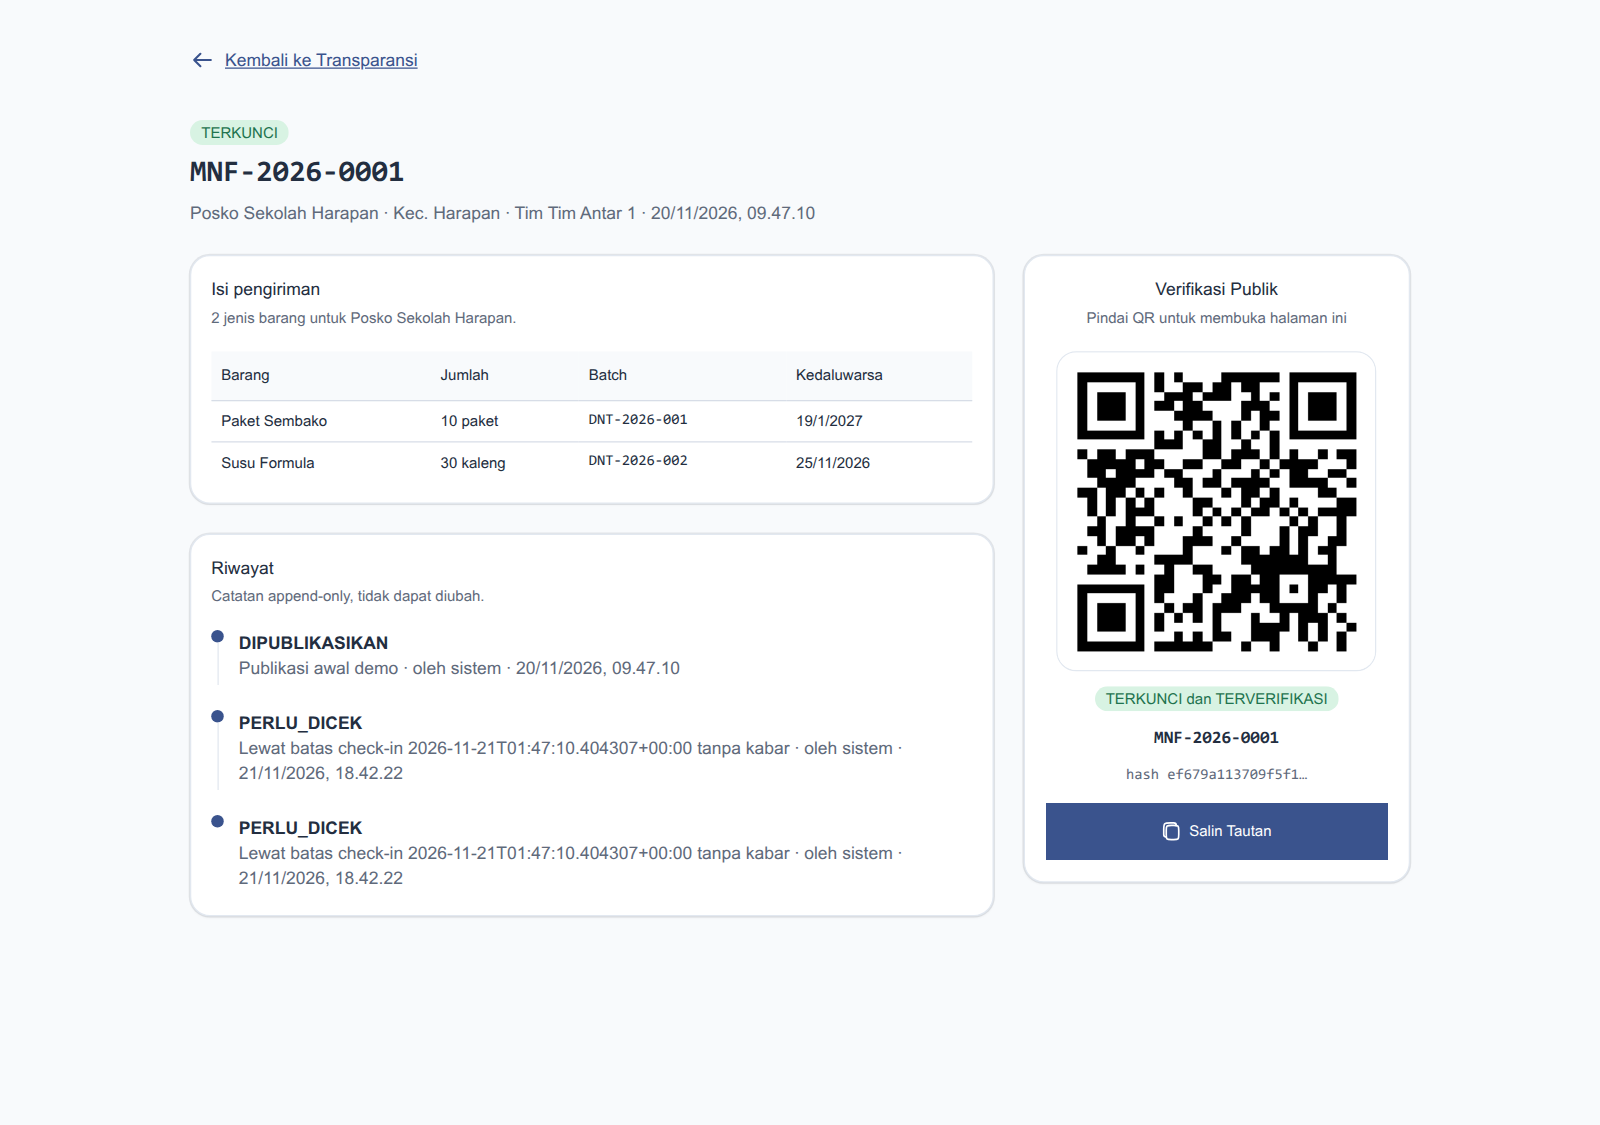 Kembali ke Transparansi
TERKUNCI
MNF-2026-0001
Posko Sekolah Harapan · Kec. Harapan · Tim Tim Antar 1 · 20/11/2026, 09.47.10
Isi pengiriman
2 jenis barang untuk Posko Sekolah Harapan.
Barang Jumlah Batch Kedaluwarsa
Paket Sembako 10 paket DNT-2026-001 19/1/2027
Susu Formula 30 kaleng DNT-2026-002 25/11/2026
Riwayat
Catatan append-only, tidak dapat diubah.
DIPUBLIKASIKAN
Publikasi awal demo · oleh sistem · 20/11/2026, 09.47.10
PERLU_DICEK
Lewat batas check-in 2026-11-21T01:47:10.404307+00:00 tanpa kabar · oleh sistem ·
21/11/2026, 18.42.22
PERLU_DICEK
Lewat batas check-in 2026-11-21T01:47:10.404307+00:00 tanpa kabar · oleh sistem ·
21/11/2026, 18.42.22
Verifikasi Publik
Pindai QR untuk membuka halaman ini
TERKUNCI dan TERVERIFIKASI
MNF-2026-0001
hash ef679a113709f5f1…
Salin Tautan